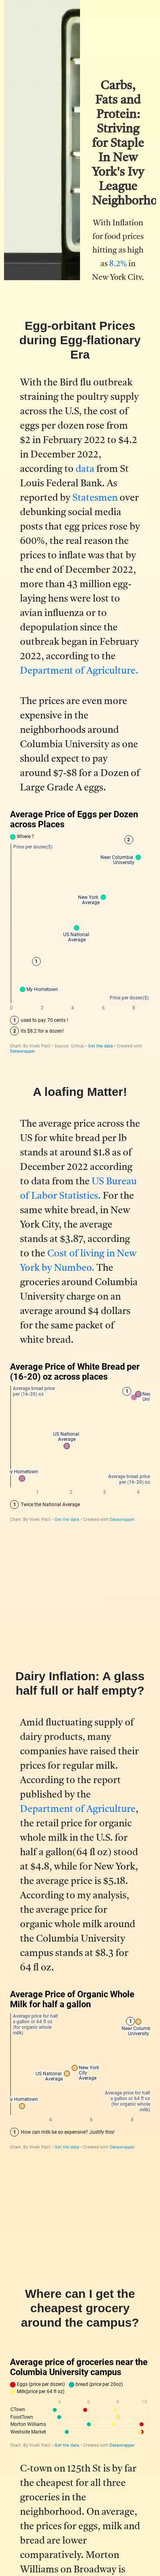 Carbs,
Fats and
Protein:
Striving
for Staple
In New
York's Ivy
League
Neighborho
With Inflation
for food prices
hitting as high
as 8.2% in
New York City,
Egg-orbitant Prices
during Egg-flationary
Era
With the Bird flu outbreak
straining the poultry supply
across the U.S, the cost of
eggs per dozen rose from
$2 in February 2022 to $4.2
in December 2022,
according to data from St
Louis Federal Bank. As
reported by Statesmen over
debunking social media
posts that egg prices rose by
600%, the real reason the
prices to inflate was that by
the end of December 2022,
more than 43 million egg-
laying hens were lost to
avian influenza or to
depopulation since the
outbreak began in February
2022, according to the
Department of Agriculture.
The prices are even more
expensive in the
neighborhoods around
Columbia University as one
should expect to pay
around $7-$8 for a Dozen of
Large Grade A eggs.
Average Price of Eggs per Dozen
across Places
Where ?
2
Price per dozen($)
Near Columbia
University
New York
Average
US National
Average
1
My Hometown
Price per dozen($)
0 2 4 6 8
1 used to pay 70 cents !
2 its $8.2 for a dozen!
Chart: By Vivek Patil • Source: Github • Get the data • Created with
Datawrapper
A loafing Matter!
The average price across the
US for white bread per lb
stands at around $1.8 as of
December 2022 according
to data from the US Bureau
of Labor Statistics. For the
same white bread, in New
York City, the average
stands at $3.87, according
to the Cost of living in New
York by Numbeo. The
groceries around Columbia
University charge on an
average around $4 dollars
for the same packet of
white bread.
Average Price of White Bread per
(16-20) oz across places
Average bread price
per (16-20) oz
1
Nea
Uni
US National
Average
y Hometown
Average bread price
per (16-20) oz
1 2 3 4
1 Twice the National Average
Chart: By Vivek Patil • Get the data • Created with Datawrapper
Dairy Inflation: A glass
half full or half empty?
Amid fluctuating supply of
dairy products, many
companies have raised their
prices for regular milk.
According to the report
published by the
Department of Agriculture,
the retail price for organic
whole milk in the U.S. for
half a gallon(64 fl oz) stood
at $4.8, while for New York,
the average price is $5.18.
According to my analysis,
the average price for
organic whole milk around
the Columbia University
campus stands at $8.3 for
64 fl oz.
Average Price of Organic Whole
Milk for half a gallon
Average price for half
a gallon or 64 fl oz
(for organic whole
milk)
1
Near Columb
University
New York
City
Average
US National
Average
y Hometown
Average price for half
a gallon or 64 fl oz
(for organic whole
milk)
4 6 8
1 How can milk be so expensive? Justify this!
Chart: By Vivek Patil • Get the data • Created with Datawrapper
Where can I get the
cheapest grocery
around the campus?
Average price of groceries near the
Columbia University campus
Eggs (price per dozen) bread (price per 20oz)
Milk(price per 64 fl oz)
4 6 8 10
CTown
FoodTown
Morton Williams
Westside Market
Chart: By Vivek Patil • Get the data • Created with Datawrapper
C-town on 125th St is by far
the cheapest for all three
groceries in the
neighborhood. On average,
the prices for eggs, milk and
bread are lower
comparatively. Morton
Williams on Broadway is